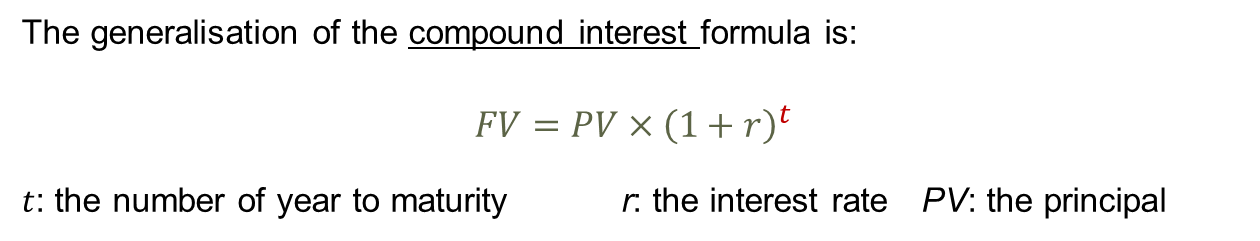 The generalisation of the compound interest formula is:
𝐹𝑉 = 𝑃𝑉 × (1 + 𝑟)^𝑡
𝑡: the number of year to maturity r: the interest rate PV: the principal